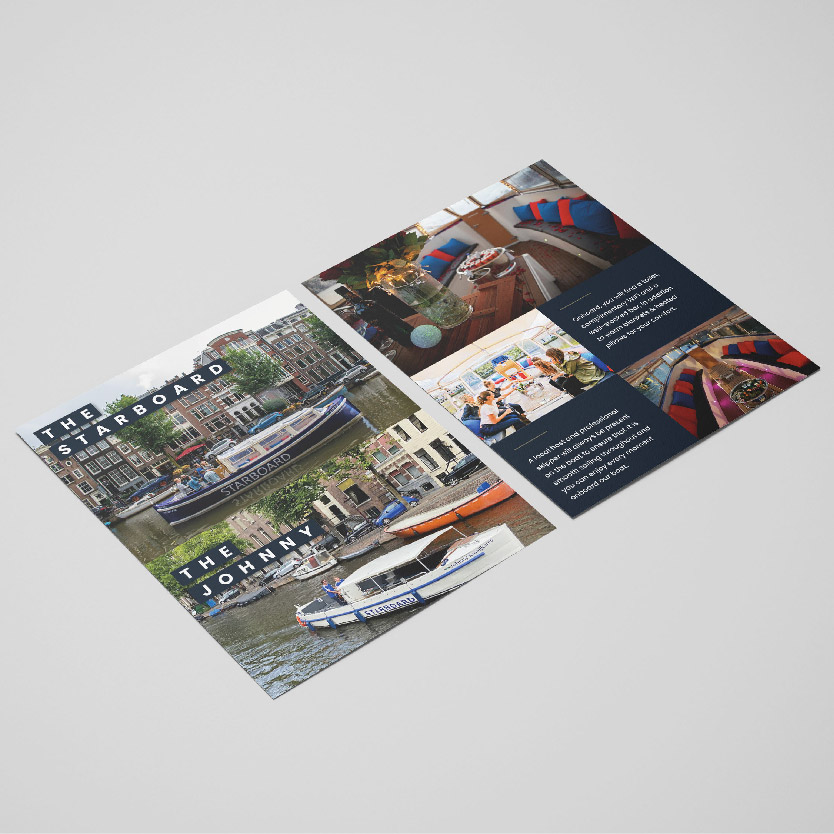 THE
STARBOARD
STARBOARD
THE
JOHNNY
STARBOARD
Onboard, you will find a toilet,
complimentary WiFi and a
well-stocked bar in addition
to warm blankets & heated
pillows for your comfort.
A local host and professional
skipper will always be present
on the boat to ensure that it is
smooth sailing throughout and
you can enjoy every moment
onboard our boat.